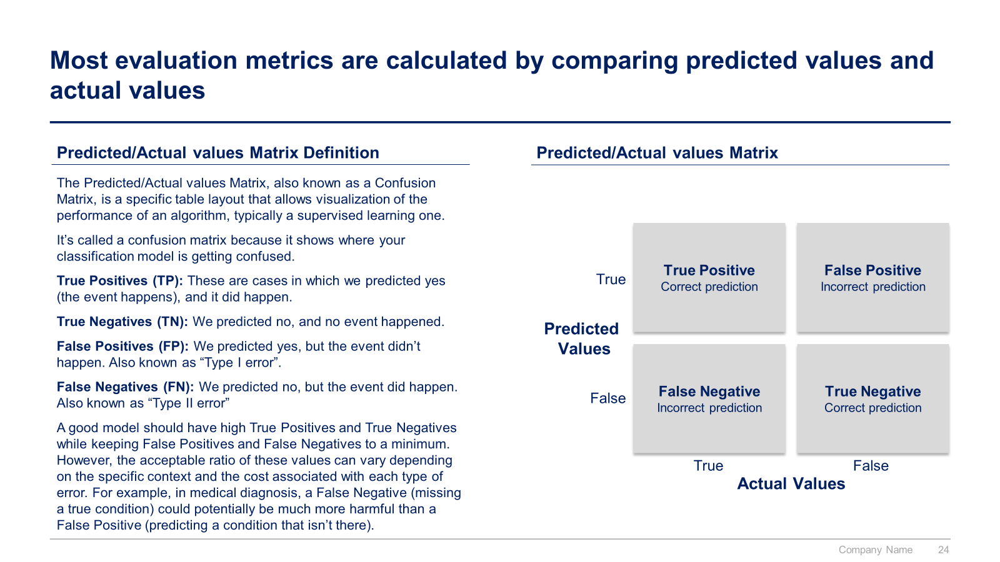 Most evaluation metrics are calculated by comparing predicted values and
actual values
Predicted/Actual values Matrix Definition
The Predicted/Actual values Matrix, also known as a Confusion
Matrix, is a specific table layout that allows visualization of the
performance of an algorithm, typically a supervised learning one.
It’s called a confusion matrix because it shows where your
classification model is getting confused.
True Positives (TP): These are cases in which we predicted yes
(the event happens), and it did happen.
True Negatives (TN): We predicted no, and no event happened.
False Positives (FP): We predicted yes, but the event didn’t
happen. Also known as “Type I error”.
False Negatives (FN): We predicted no, but the event did happen.
Also known as “Type II error”
A good model should have high True Positives and True Negatives
while keeping False Positives and False Negatives to a minimum.
However, the acceptable ratio of these values can vary depending
on the specific context and the cost associated with each type of
error. For example, in medical diagnosis, a False Negative (missing
a true condition) could potentially be much more harmful than a
False Positive (predicting a condition that isn’t there).
Predicted/Actual values Matrix
True
True Positive
Correct prediction
False Positive
Incorrect prediction
Predicted
Values
False
False Negative
Incorrect prediction
True Negative
Correct prediction
True
False
Actual Values
Company Name
24